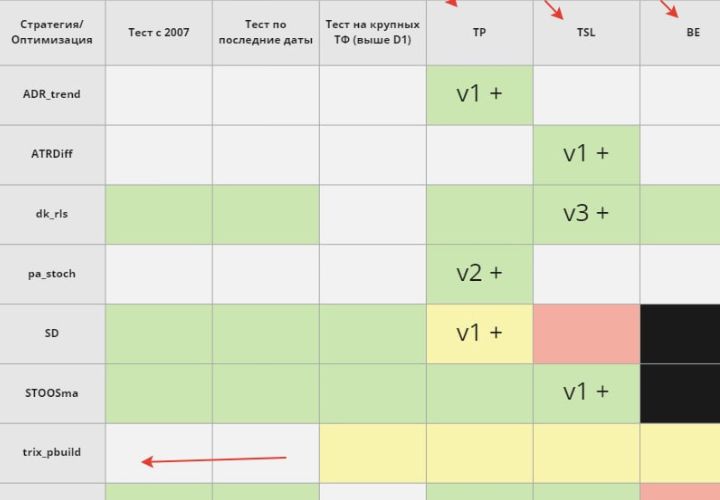 Стратегия/
Оптимизация
Тест с 2007
Тест по
последние даты
Тест на крупных
ТФ (выше D1)
TP
TSL
BE
ADR_trend
v1 +
ATRDiff
v1 +
dk_rls
v3 +
pa_stoch
v2 +
SD
v1 +
STOOSma
v1 +
trix_pbuild